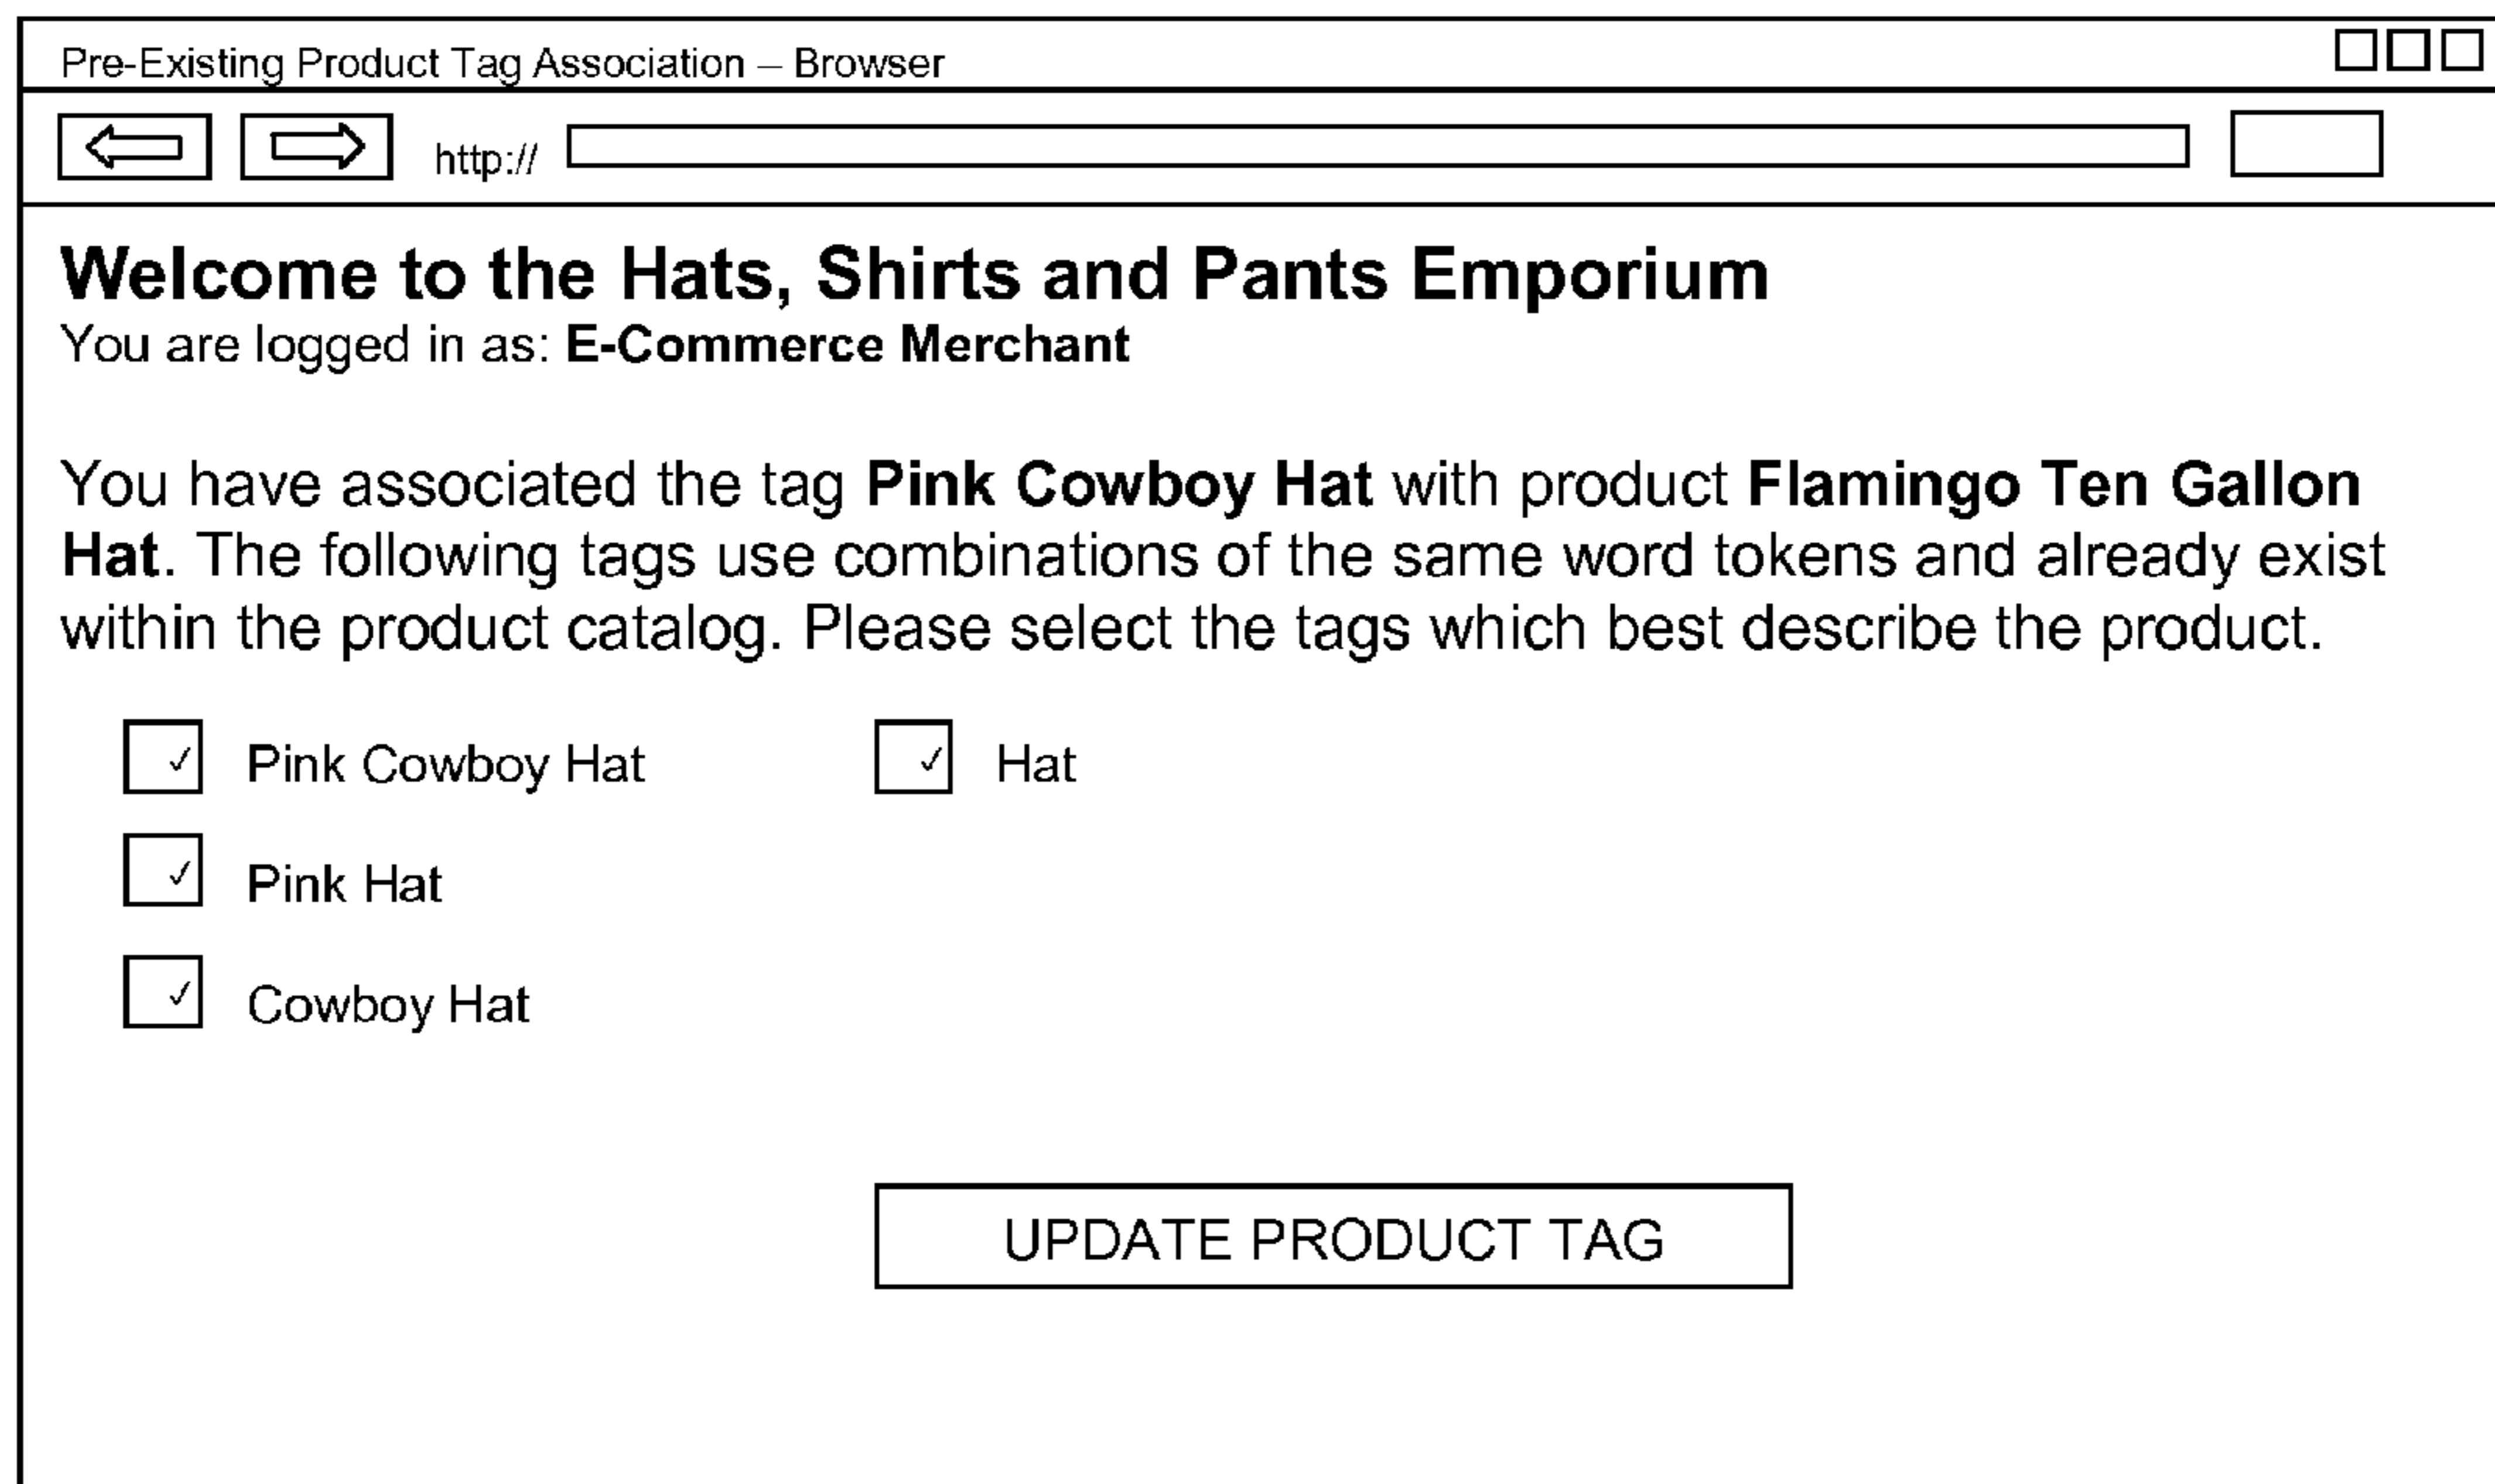 Pre-Existing Product Tag Association – Browser
http://
Welcome to the Hats, Shirts and Pants Emporium
You are logged in as: E-Commerce Merchant
You have associated the tag Pink Cowboy Hat with product Flamingo Ten Gallon
Hat. The following tags use combinations of the same word tokens and already exist
within the product catalog. Please select the tags which best describe the product.
✓ Pink Cowboy Hat ✓ Hat
✓ Pink Hat
✓ Cowboy Hat
UPDATE PRODUCT TAG